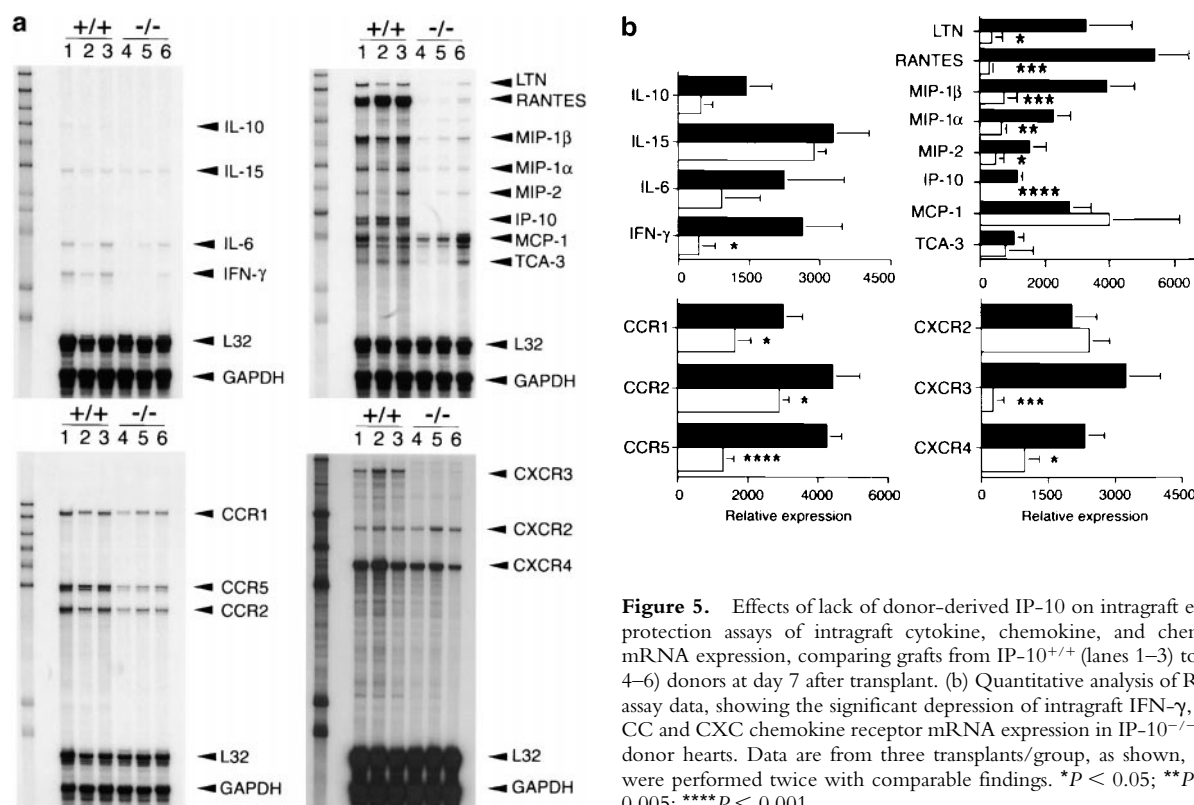 a
+/+ -/-
1 2 3 4 5 6
IL-10
IL-15
IL-6
IFN-γ
L32
GAPDH
+/+ -/-
1 2 3 4 5 6
LTN
RANTES
MIP-1β
MIP-1α
MIP-2
IP-10
MCP-1
TCA-3
L32
GAPDH
+/+ -/-
1 2 3 4 5 6
CCR1
CCR5
CCR2
L32
GAPDH
+/+ -/-
1 2 3 4 5 6
CXCR3
CXCR2
CXCR4
L32
GAPDH
b
IL-10
IL-15
IL-6
IFN-γ
*
0 1200 3000 4500
LTN
*
RANTES
***
MIP-1β
***
MIP-1α
**
MIP-2
*
IP-10
****
MCP-1
TCA-3
0 2000 4000 6000
CCR1
*
CCR2
*
CCR5
****
0 2000 4000 6000
Relative expression
CXCR2
CXCR3
***
CXCR4
*
0 1500 3000 4500
Relative expression
Figure 5. Effects of lack of donor-derived IP-10 on intragraft e
protection assays of intragraft cytokine, chemokine, and chem
mRNA expression, comparing grafts from IP-10+/+ (lanes 1–3) to
4–6) donors at day 7 after transplant. (b) Quantitative analysis of R
assay data, showing the significant depression of intragraft IFN-γ,
CC and CXC chemokine receptor mRNA expression in IP-10−/−
donor hearts. Data are from three transplants/group, as shown,
were performed twice with comparable findings. *P < 0.05; **P
0.005; ****P < 0.001